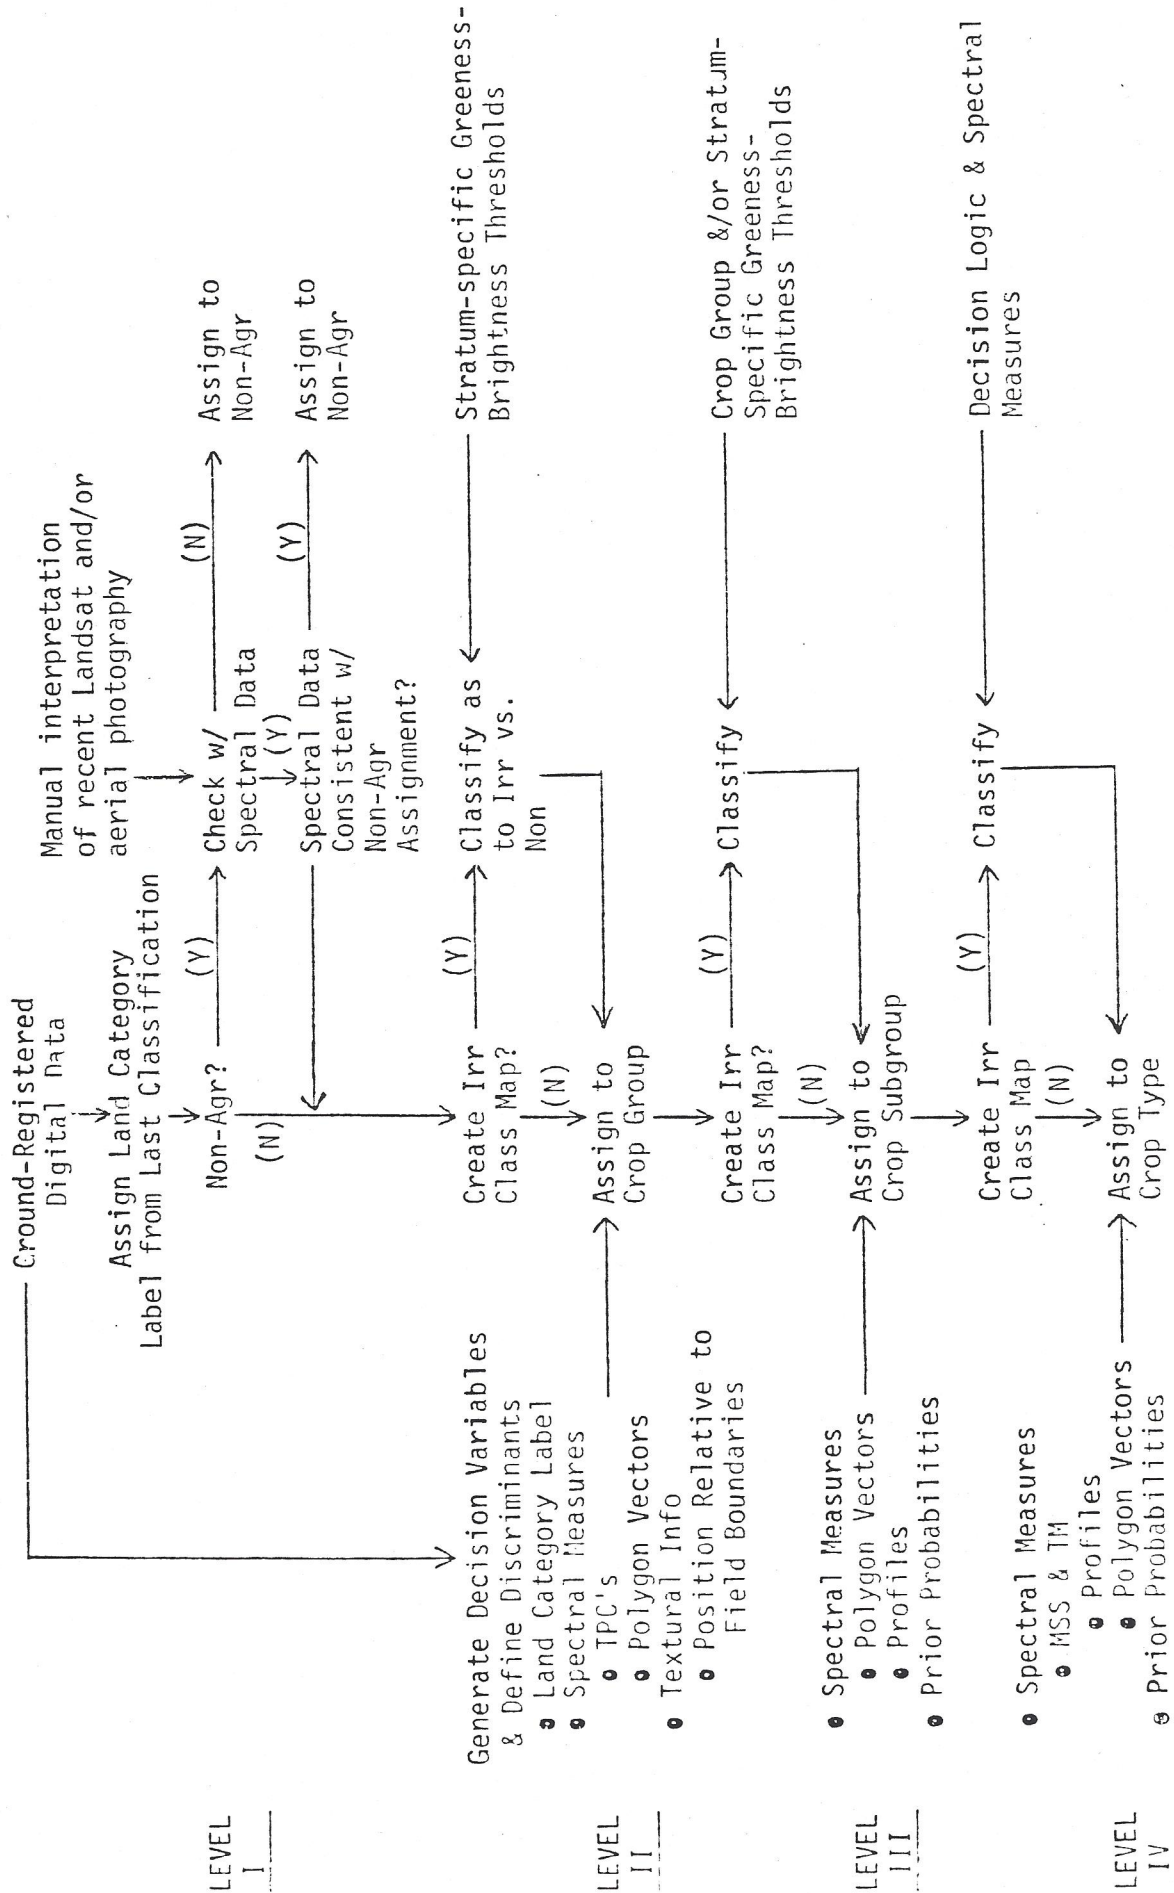 Ground-Registered
Digital Data
Assign Land Category
Label from Last Classification
Manual interpretation
of recent Landsat and/or
aerial photography
LEVEL
I
Non-Agr?
(Y)
(N)
Check w/
Spectral Data
(N)
Assign to
Non-Agr
(Y)
Spectral Data
Consistent w/
Non-Agr
Assignment?
(Y)
Assign to
Non-Agr
Generate Decision Variables
& Define Discriminants
• Land Category Label
• Spectral Measures
• TPC's
• Polygon Vectors
• Textural Info
• Position Relative to
Field Boundaries
Create Irr
Class Map?
(Y)
(N)
Classify as
to Irr vs.
Non
Stratum-specific Greeness-
Brightness Thresholds
LEVEL
II
Assign to
Crop Group
Create Irr
Class Map?
(Y)
(N)
Classify
Crop Group &/or Stratum-
Specific Greeness-
Brightness Thresholds
LEVEL
III
• Spectral Measures
• Polygon Vectors
• Profiles
• Prior Probabilities
Assign to
Crop Subgroup
Create Irr
Class Map
(Y)
(N)
Classify
Decision Logic & Spectral
Measures
LEVEL
IV
• Spectral Measures
• MSS & TM
• Profiles
• Polygon Vectors
• Prior Probabilities
Assign to
Crop Type